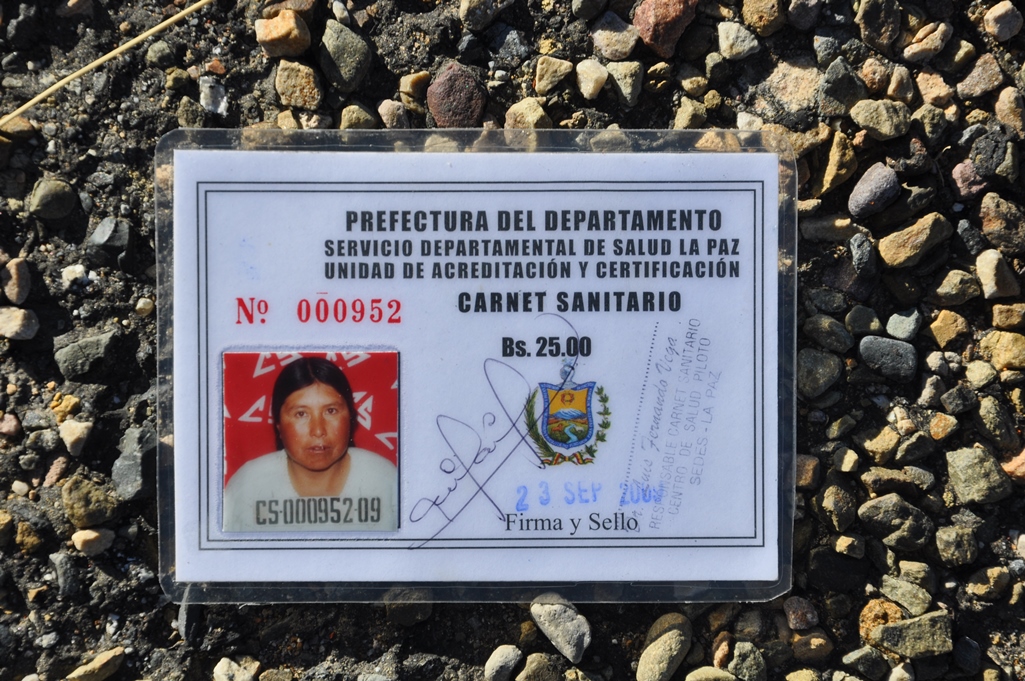 PREFECTURA DEL DEPARTAMENTO
SERVICIO DEPARTAMENTAL DE SALUD LA PAZ
UNIDAD DE ACREDITACIÓN Y CERTIFICACIÓN
CARNET SANITARIO
Nº 000952
Bs. 25.00
CS-000952-09
Luis Fernando Vega
RESPONSABLE CARNET SANITARIO
CENTRO DE SALUD PILOTO
SEDES - LA PAZ
23 SEP
Firma y Sello